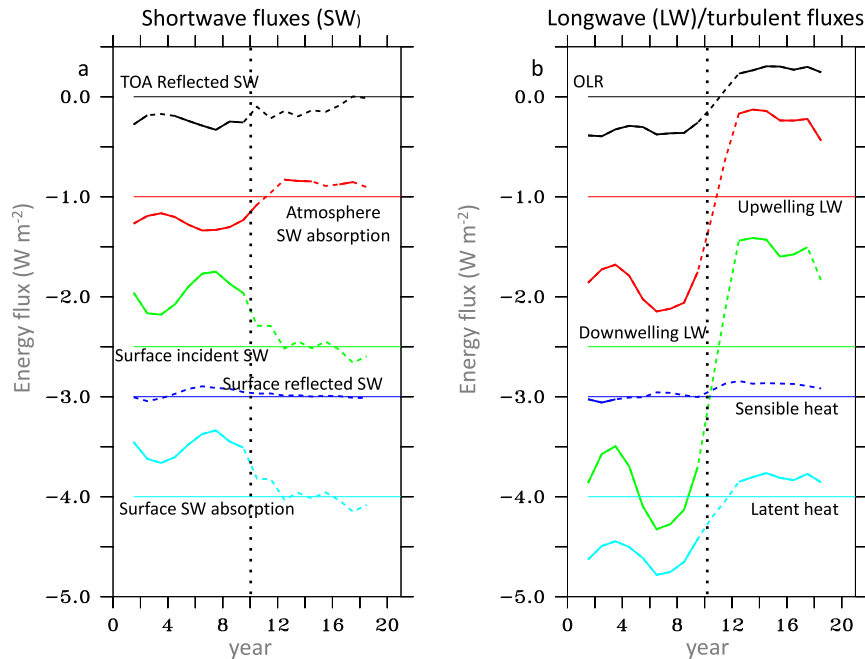 Shortwave fluxes (SW)
Longwave (LW)/turbulent fluxes
a
TOA Reflected SW
Atmosphere
SW absorption
Surface incident SW
Surface reflected SW
Surface SW absorption
0.0
−1.0
−2.0
−3.0
−4.0
−5.0
Energy flux (W m-2)
0 4 8 12 16 20
year
b
OLR
Upwelling LW
Downwelling LW
Sensible heat
Latent heat
0.0
−1.0
−2.0
−3.0
−4.0
−5.0
Energy flux (W m-2)
0 4 8 12 16 20
year